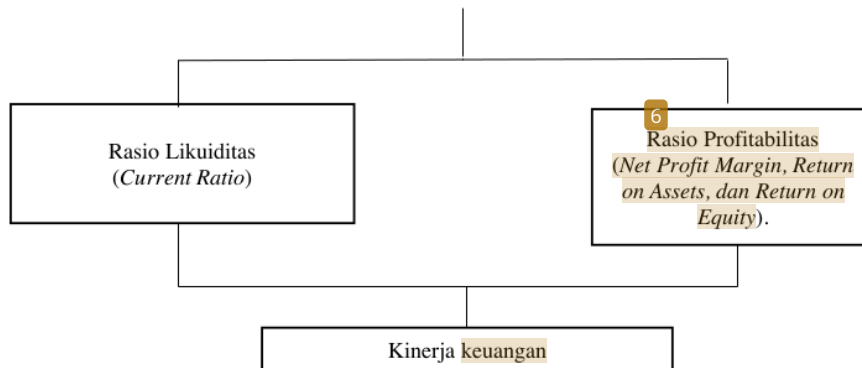 Rasio Likuiditas
(Current Ratio)
6
Rasio Profitabilitas
(Net Profit Margin, Return
on Assets, dan Return on
Equity).
Kinerja keuangan